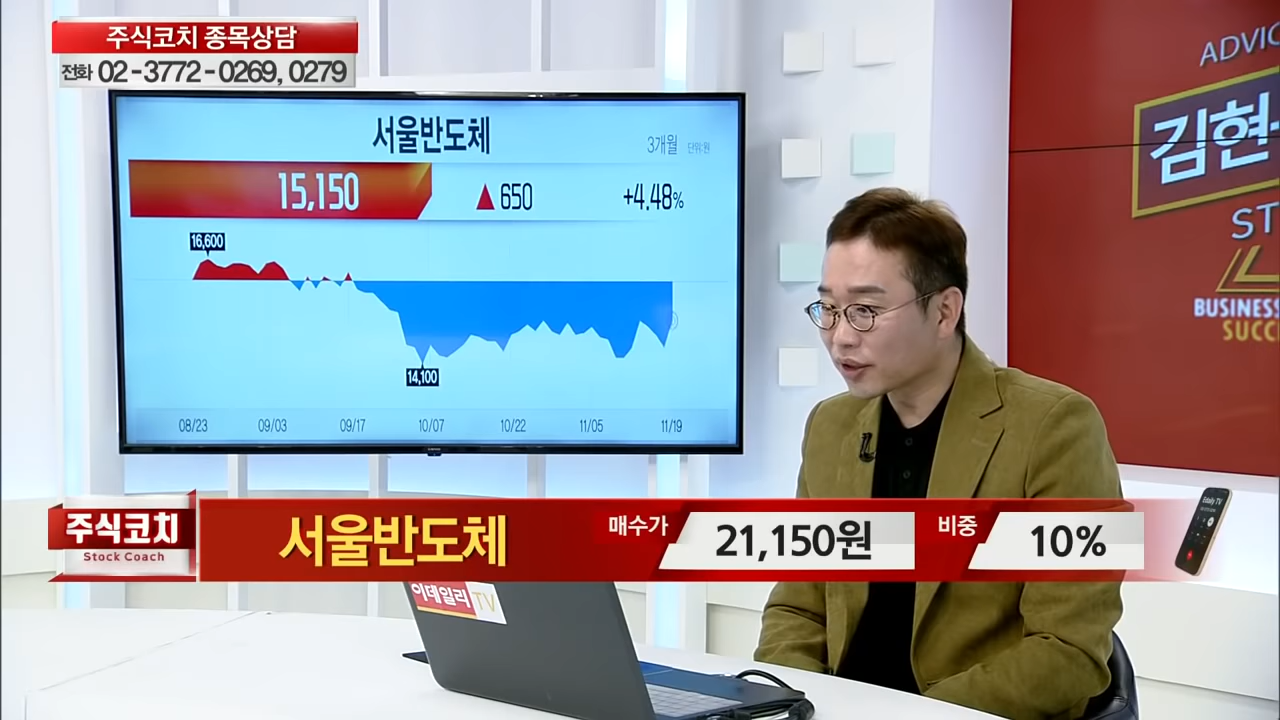 주식코치 종목상담
전화 02-3772-0269, 0279
서울반도체
3개월 단위:원
15,150 ▲650 +4.48%
16,600
14,100
08/23 09/03 09/17 10/07 10/22 11/05 11/19
ADVIC
김현
ST
BUSINESS
SUCC
주식코치
Stock Coach
서울반도체 매수가 21,150원 비중 10%
Edaily TV
이데일리TV